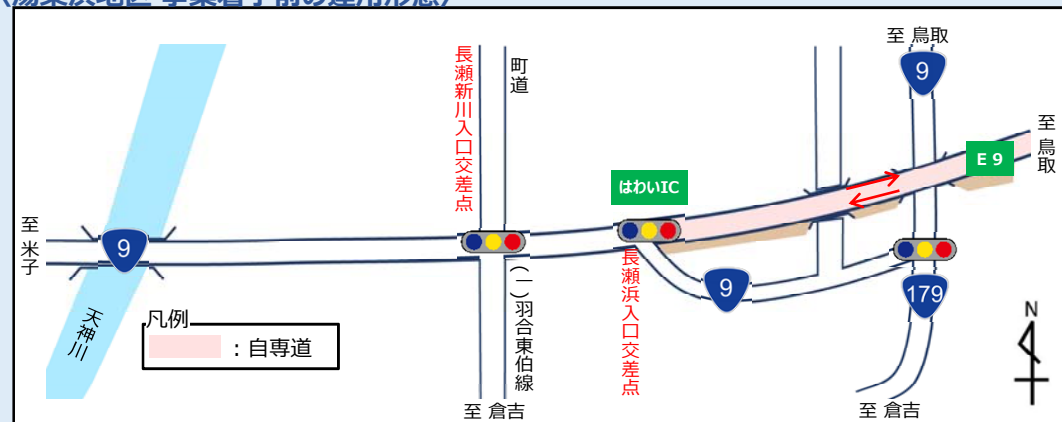 至 鳥取
9
至 鳥取
E 9
長瀬新川入口交差点
町道
はわいIC
至 米子
9
長瀬浜入口交差点
9
179
天神川
凡例
：自専道
(一)羽合東伯線
至 倉吉
至 倉吉
N